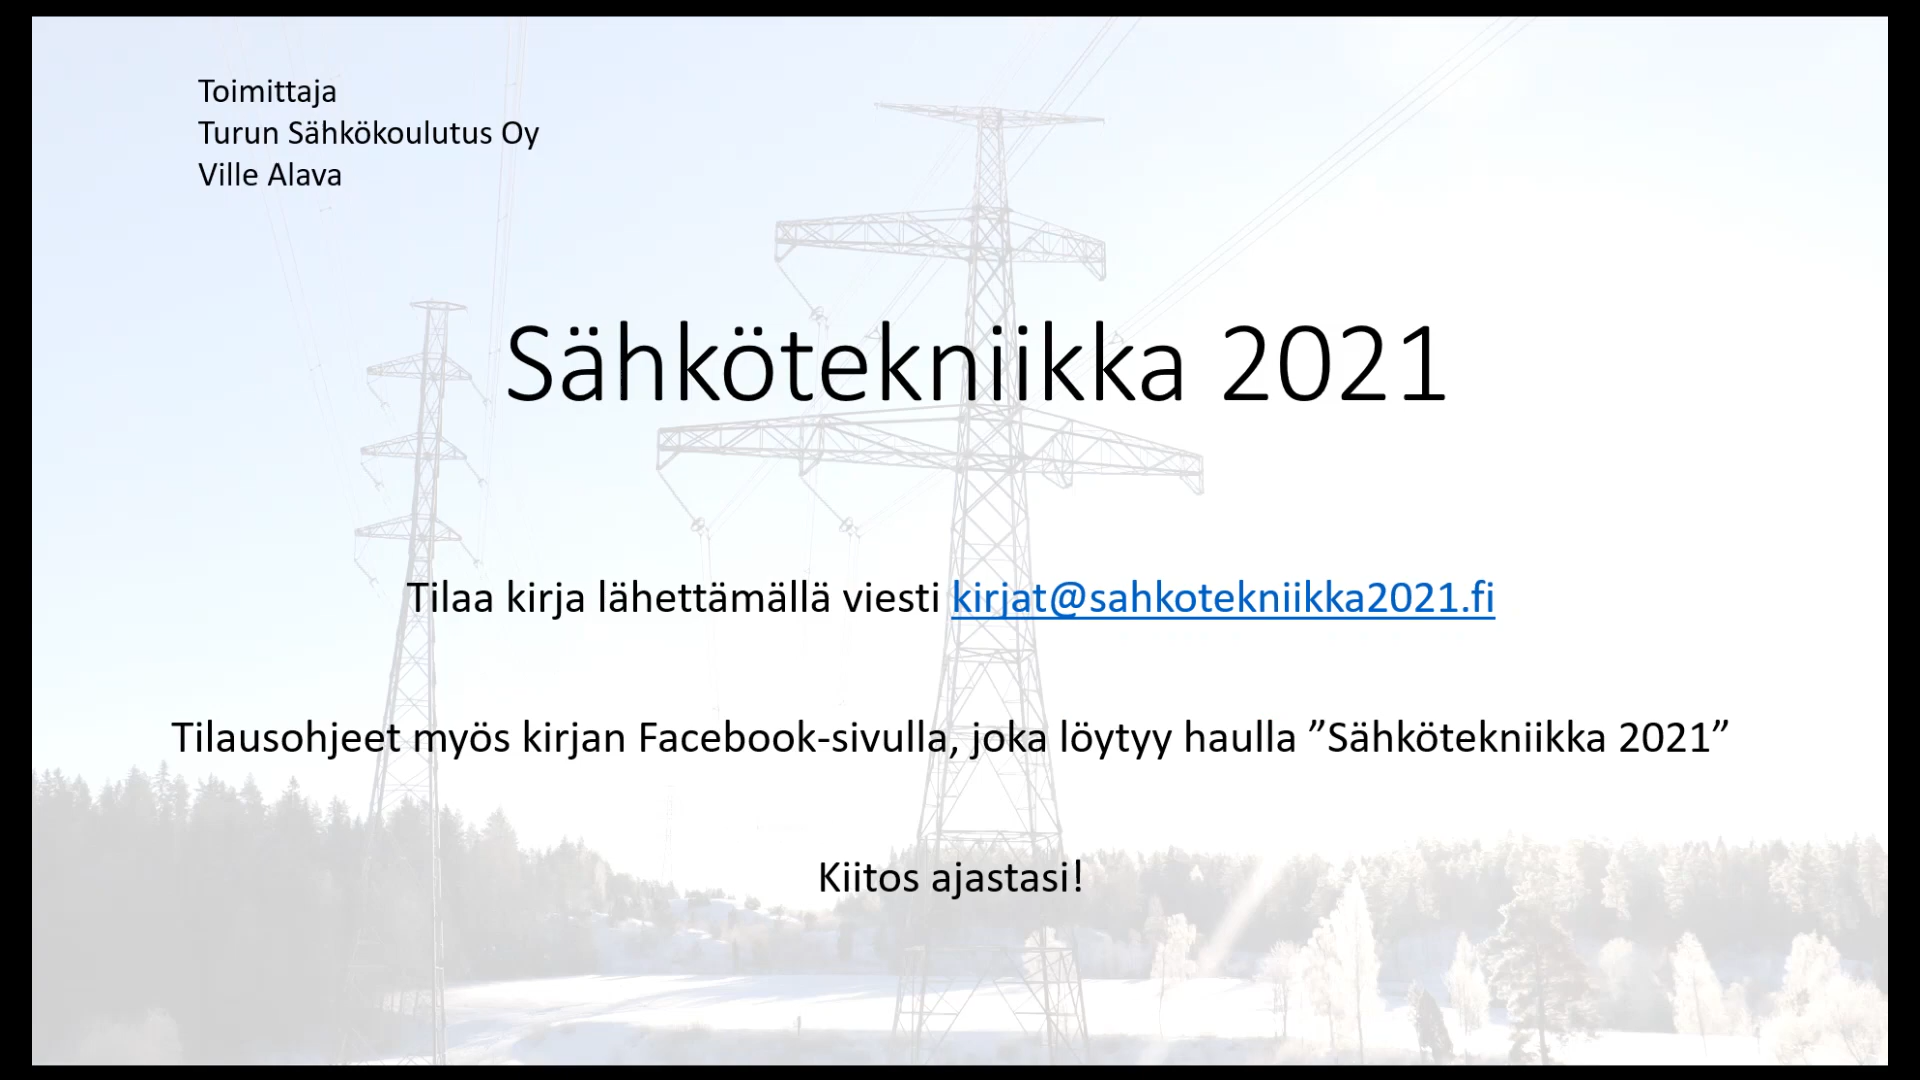 Toimittaja
Turun Sähkökoulutus Oy
Ville Alava
Sähkötekniikka 2021
Tilaa kirja lähettämällä viesti kirjat@sahkotekniikka2021.fi
Tilausohjeet myös kirjan Facebook-sivulla, joka löytyy haulla ”Sähkötekniikka 2021”
Kiitos ajastasi!